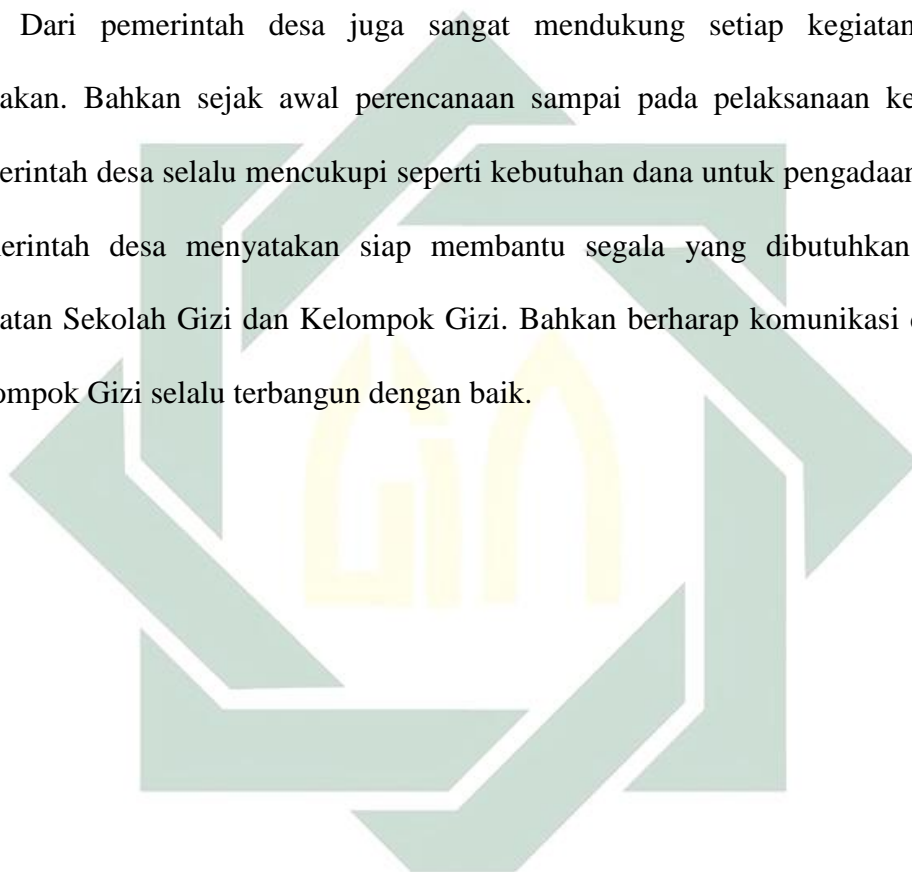 Dari pemerintah desa juga sangat mendukung setiap kegiatan
akan. Bahkan sejak awal perencanaan sampai pada pelaksanaan ke
erintah desa selalu mencukupi seperti kebutuhan dana untuk pengadaan
erintah desa menyatakan siap membantu segala yang dibutuhkan
atan Sekolah Gizi dan Kelompok Gizi. Bahkan berharap komunikasi
ompok Gizi selalu terbangun dengan baik.